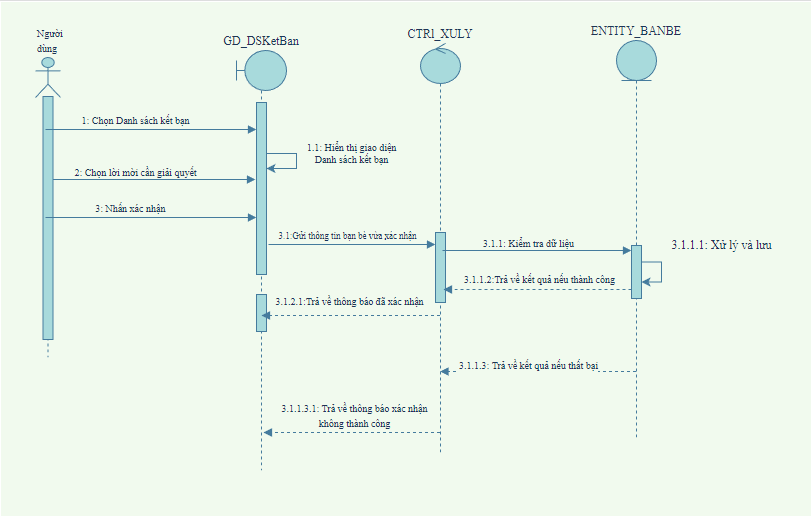 Người
dùng
GD_DSKetBan
CTRl_XULY
ENTITY_BANBE
1: Chọn Danh sách kết bạn
1.1: Hiển thị giao diện
Danh sách kết bạn
2: Chọn lời mời cần giải quyết
3: Nhấn xác nhận
3.1:Gửi thông tin bạn bè vừa xác nhận
3.1.1: Kiểm tra dữ liệu
3.1.1.1: Xử lý và lưu
3.1.1.2:Trả về kết quả nếu thành công
3.1.2.1:Trả về thông báo đã xác nhận
3.1.1.3: Trả về kết quả nếu thất bại
3.1.1.3.1: Trả về thông báo xác nhận
không thành công